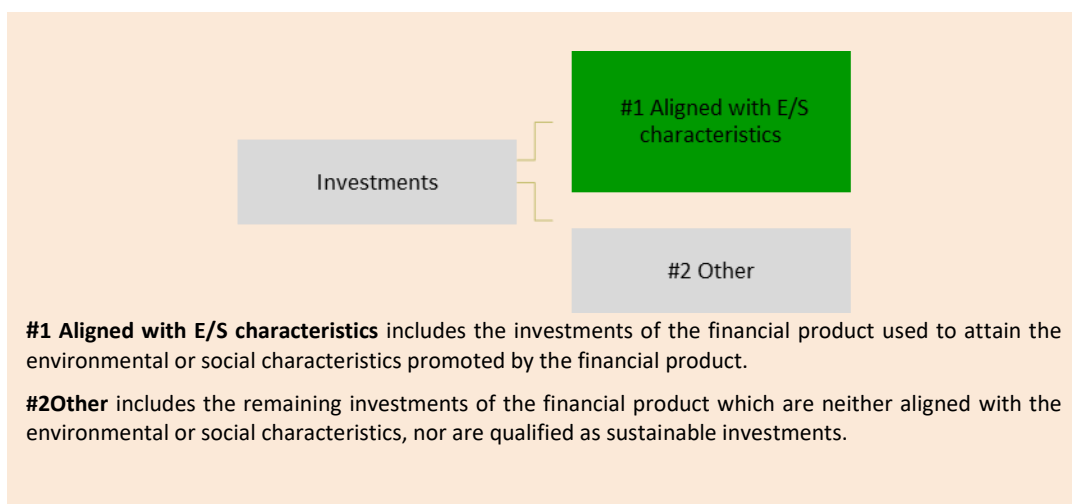 #1 Aligned with E/S
characteristics
Investments
#2 Other
#1 Aligned with E/S characteristics includes the investments of the financial product used to attain the
environmental or social characteristics promoted by the financial product.
#2Other includes the remaining investments of the financial product which are neither aligned with the
environmental or social characteristics, nor are qualified as sustainable investments.